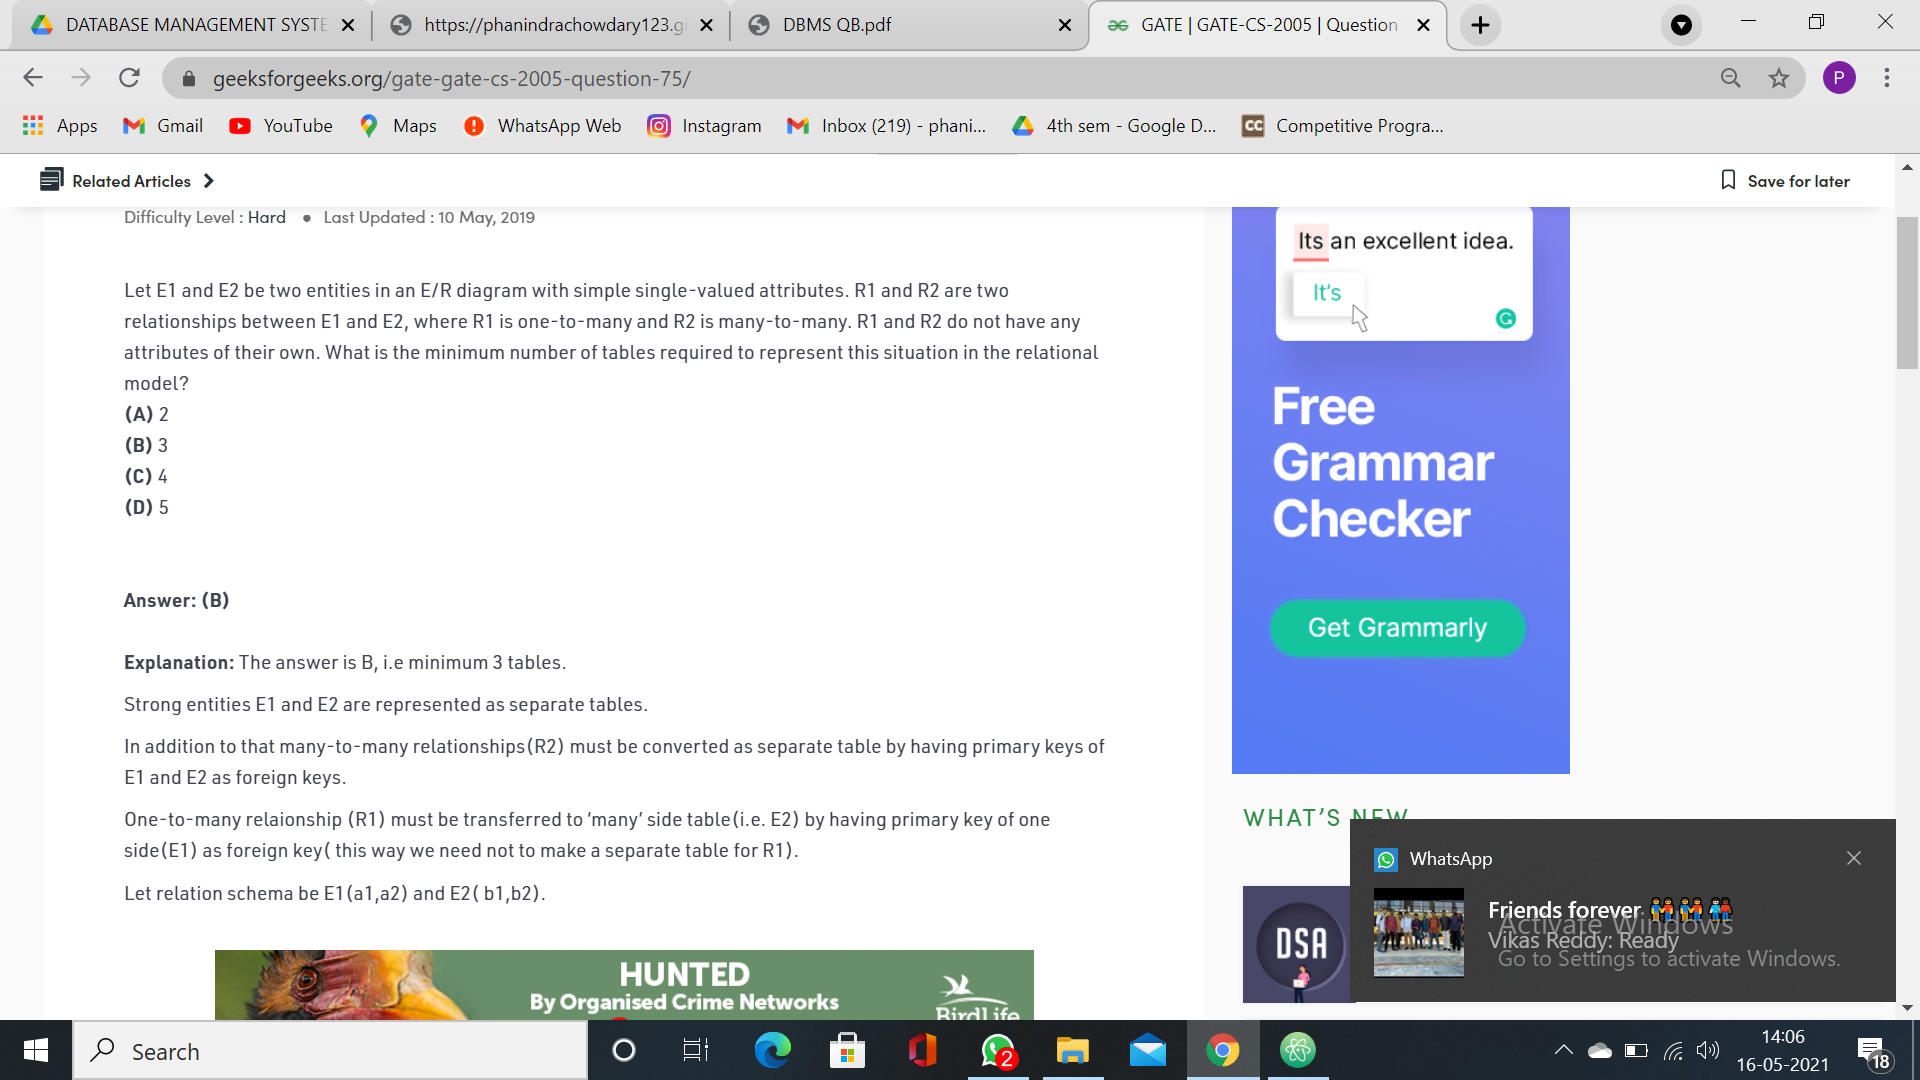 DATABASE MANAGEMENT SYSTE
https://phanindrachowdary123.gi
DBMS QB.pdf
GATE | GATE-CS-2005 | Question
geeksforgeeks.org/gate-gate-cs-2005-question-75/
P
Apps
Gmail
YouTube
Maps
WhatsApp Web
Instagram
Inbox (219) - phani...
4th sem - Google D...
CC
Competitive Progra...
Related Articles
Save for later
Difficulty Level : Hard ● Last Updated : 10 May, 2019
Let E1 and E2 be two entities in an E/R diagram with simple single-valued attributes. R1 and R2 are two
relationships between E1 and E2, where R1 is one-to-many and R2 is many-to-many. R1 and R2 do not have any
attributes of their own. What is the minimum number of tables required to represent this situation in the relational
model?
(A) 2
(B) 3
(C) 4
(D) 5
Answer: (B)
Explanation: The answer is B, i.e minimum 3 tables.
Strong entities E1 and E2 are represented as separate tables.
In addition to that many-to-many relationships(R2) must be converted as separate table by having primary keys of
E1 and E2 as foreign keys.
One-to-many relaionship (R1) must be transferred to ‘many’ side table(i.e. E2) by having primary key of one
side(E1) as foreign key( this way we need not to make a separate table for R1).
Let relation schema be E1(a1,a2) and E2( b1,b2).
HUNTED
By Organised Crime Networks
BirdLife
Its an excellent idea.
It's
Free
Grammar
Checker
Get Grammarly
WHAT'S NEW
DSA
WhatsApp
Friends forever
Vikas Reddy: Ready
Activate Windows
Go to Settings to activate Windows.
Search
2
14:06
16-05-2021
18